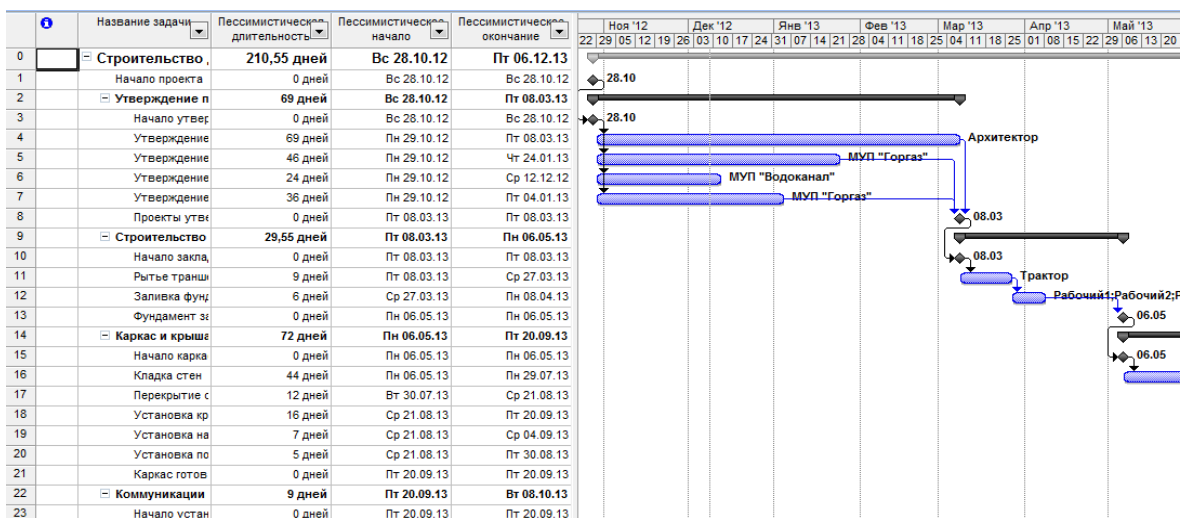 Название задачи Пессимистическая длительность Пессимистическое начало Пессимистическое окончание Ноя '12 Дек '12 Янв '13 Фев '13 Мар '13 Апр '13 Май '13
22 29 05 12 19 26 03 10 17 24 31 07 14 21 28 04 11 18 25 04 11 18 25 01 08 15 22 29 06 13 20
0 Строительство 210,55 дней Вс 28.10.12 Пт 06.12.13
1 Начало проекта 0 дней Вс 28.10.12 Вс 28.10.12 28.10
2 Утверждение п 69 дней Вс 28.10.12 Пт 08.03.13
3 Начало утвер 0 дней Вс 28.10.12 Вс 28.10.12 28.10
4 Утверждение 69 дней Пн 29.10.12 Пт 08.03.13 Архитектор
5 Утверждение 46 дней Пн 29.10.12 Чт 24.01.13 МУП "Горгаз"
6 Утверждение 24 дней Пн 29.10.12 Ср 12.12.12 МУП "Водоканал"
7 Утверждение 36 дней Пн 29.10.12 Пт 04.01.13 МУП "Горгаз"
8 Проекты утве 0 дней Пт 08.03.13 Пт 08.03.13 08.03
9 Строительство 29,55 дней Пт 08.03.13 Пн 06.05.13
10 Начало заклад 0 дней Пт 08.03.13 Пт 08.03.13 08.03
11 Рытье транш 9 дней Пт 08.03.13 Ср 27.03.13 Трактор
12 Заливка фунд 6 дней Ср 27.03.13 Пн 08.04.13 Рабочий1;Рабочий2;Р
13 Фундамент за 0 дней Пн 06.05.13 Пн 06.05.13 06.05
14 Каркас и крыша 72 дней Пн 06.05.13 Пт 20.09.13
15 Начало карка 0 дней Пн 06.05.13 Пн 06.05.13 06.05
16 Кладка стен 44 дней Пн 06.05.13 Пн 29.07.13
17 Перекрытие с 12 дней Вт 30.07.13 Ср 21.08.13
18 Установка кр 16 дней Ср 21.08.13 Пт 20.09.13
19 Установка на 7 дней Ср 21.08.13 Ср 04.09.13
20 Установка по 5 дней Ср 21.08.13 Пт 30.08.13
21 Каркас готов 0 дней Пт 20.09.13 Пт 20.09.13
22 Коммуникации 9 дней Пт 20.09.13 Вт 08.10.13
23 Начало устан 0 дней Пт 20.09.13 Пт 20.09.13